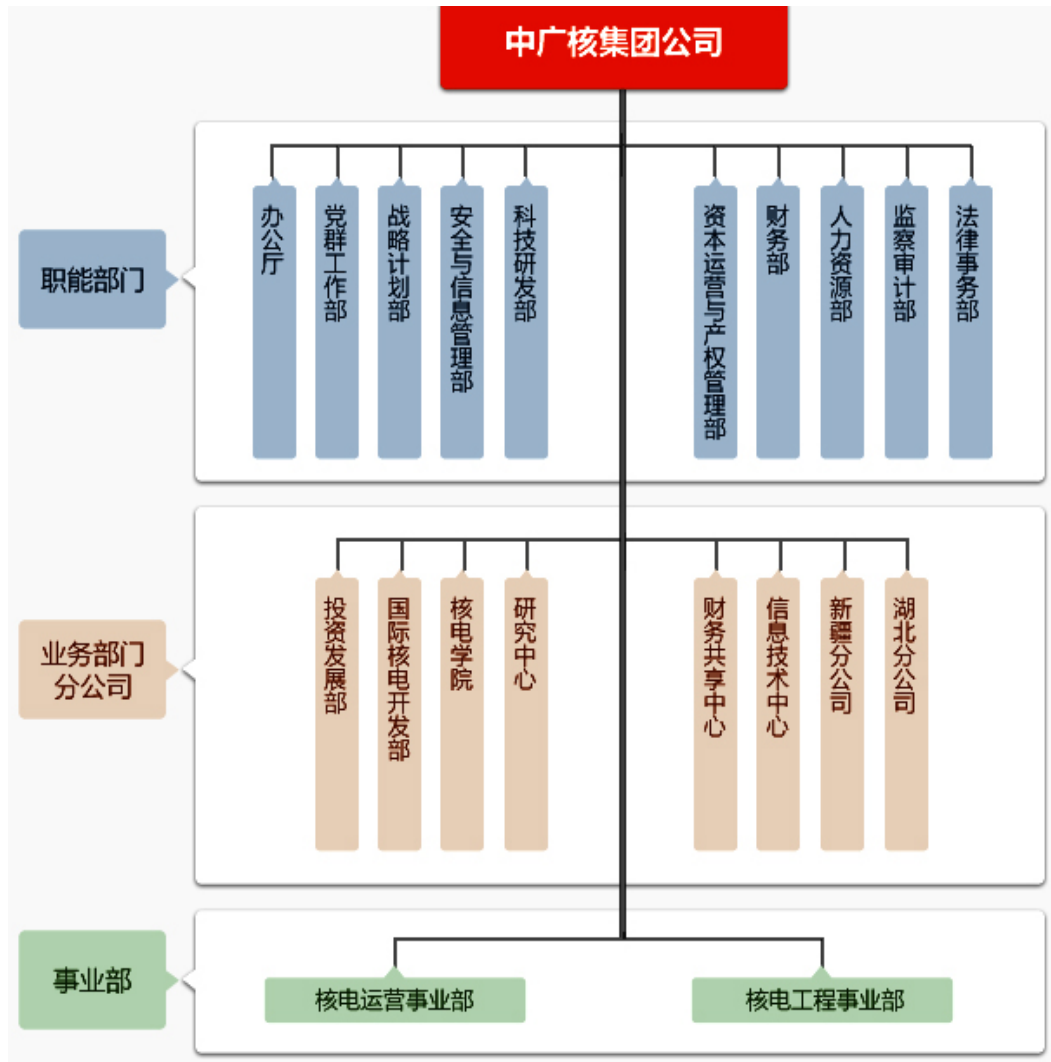 中广核集团公司
职能部门
办公厅
党群工作部
战略计划部
安全与信息管理部
科技研发部
资本运营与产权管理部
财务部
人力资源部
监察审计部
法律事务部
业务部门
分公司
投资发展部
国际核电开发部
核电学院
研究中心
财务共享中心
信息技术中心
新疆分公司
湖北分公司
事业部
核电运营事业部
核电工程事业部